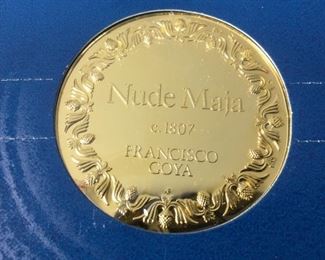 Nude Maja
c. 1807
FRANCISCO
GOYA